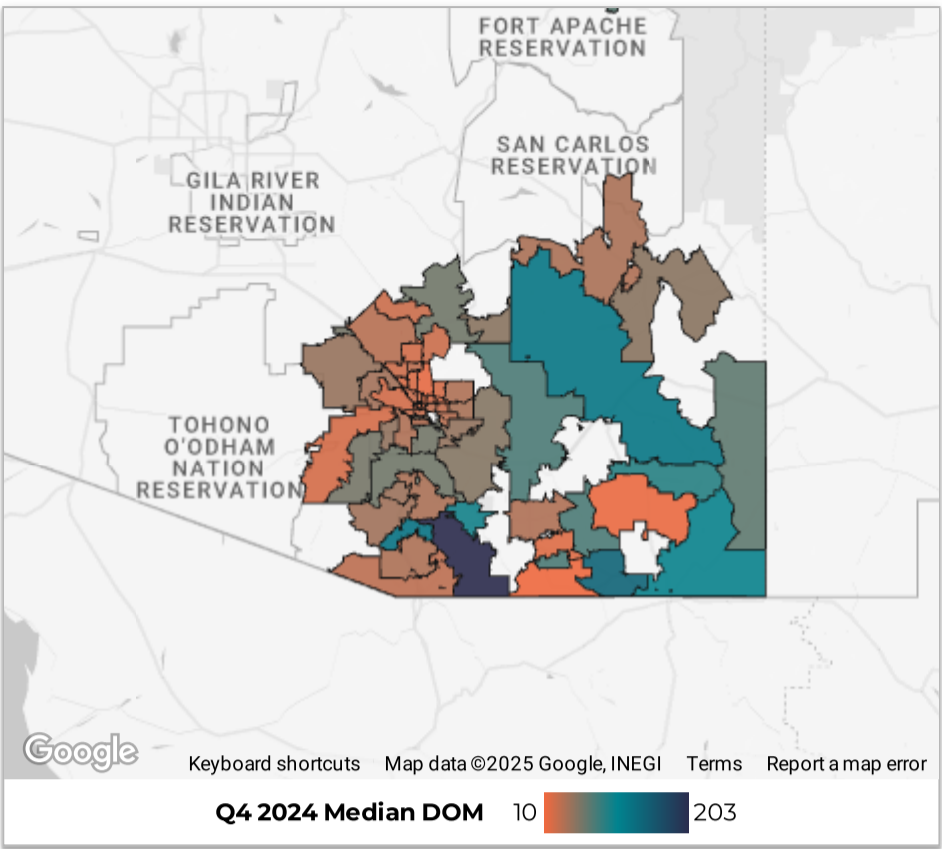 FORT APACHE
RESERVATION
SAN CARLOS
RESERVATION
GILA RIVER
INDIAN
RESERVATION
TOHONO
O'ODHAM
NATION
RESERVATION
Google
Keyboard shortcuts Map data ©2025 Google, INEGI Terms Report a map error
Q4 2024 Median DOM 10 203